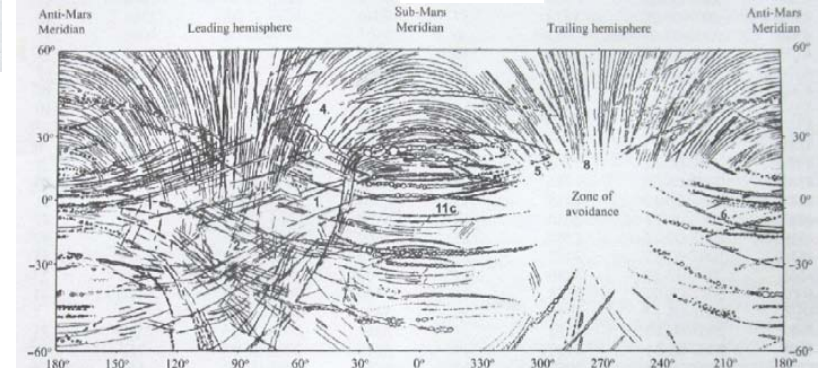 Anti-Mars
Meridian
Leading hemisphere
Sub-Mars
Meridian
Trailing hemisphere
Anti-Mars
Meridian
60°
60°
4
30°
30°
5
8
Zone of
avoidance
1
11c
6
0°
0°
–30°
–30°
–60°
–60°
180° 150° 120° 90° 60° 30° 0° 330° 300° 270° 240° 210° 180°